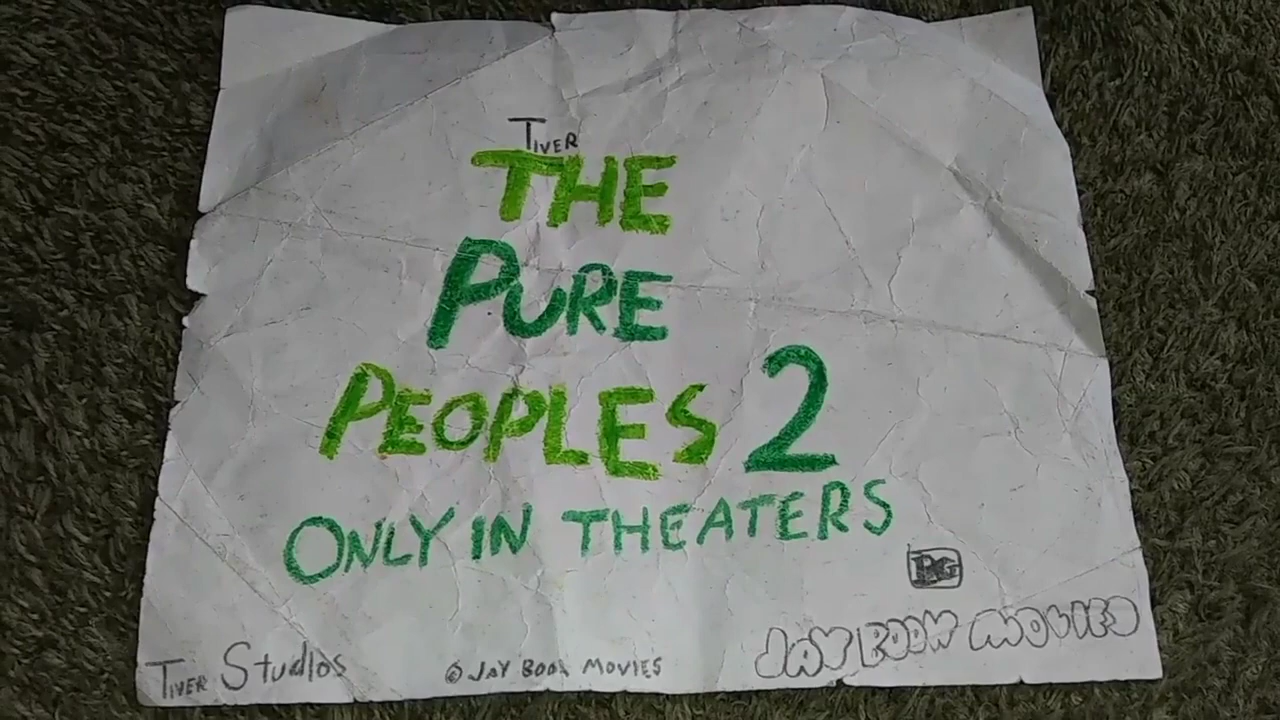 TIVER
THE
PURE
PEOPLES 2
ONLY IN THEATERS
PG
JAY BOOM MOVIES
TIVER Studios
© JAY BOOM MOVIES